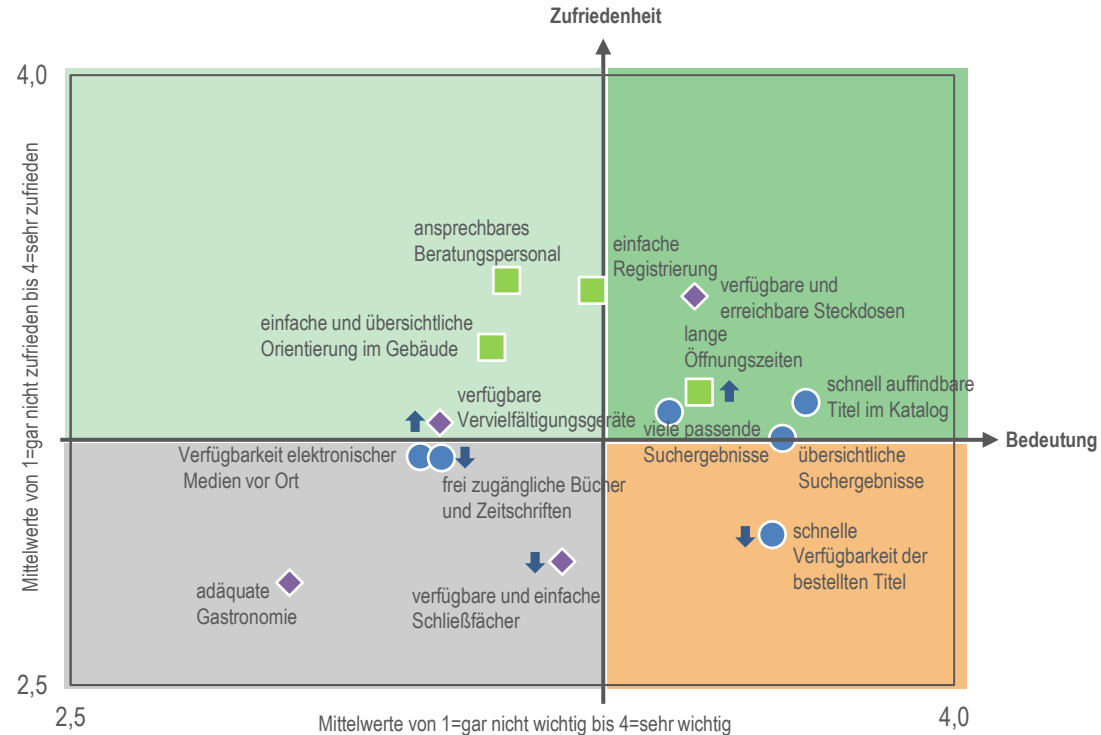 Zufriedenheit
4,0
Mittelwerte von 1=gar nicht zufrieden bis 4=sehr zufrieden
ansprechbares
Beratungspersonal
einfache
Registrierung
verfügbare und
erreichbare Steckdosen
einfache und übersichtliche
Orientierung im Gebäude
lange
Öffnungszeiten
schnell auffindbare
Titel im Katalog
verfügbare
Vervielfältigungsgeräte
viele passende
Suchergebnisse
Bedeutung
Verfügbarkeit elektronischer
Medien vor Ort
übersichtliche
Suchergebnisse
frei zugängliche Bücher
und Zeitschriften
schnelle
Verfügbarkeit der
bestellten Titel
adäquate
Gastronomie
verfügbare und einfache
Schließfächer
2,5
2,5
Mittelwerte von 1=gar nicht wichtig bis 4=sehr wichtig
4,0